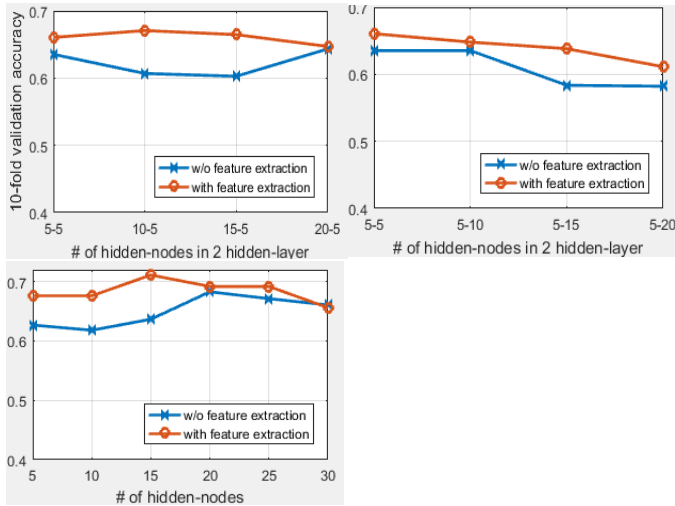 10-fold validation accuracy
0.7
0.6
0.5
0.4
w/o feature extraction
with feature extraction
5-5 10-5 15-5 20-5
# of hidden-nodes in 2 hidden-layer
0.7
0.6
0.5
0.4
w/o feature extraction
with feature extraction
5-5 5-10 5-15 5-20
# of hidden-nodes in 2 hidden-layer
0.7
0.6
0.5
0.4
w/o feature extraction
with feature extraction
5 10 15 20 25 30
# of hidden-nodes